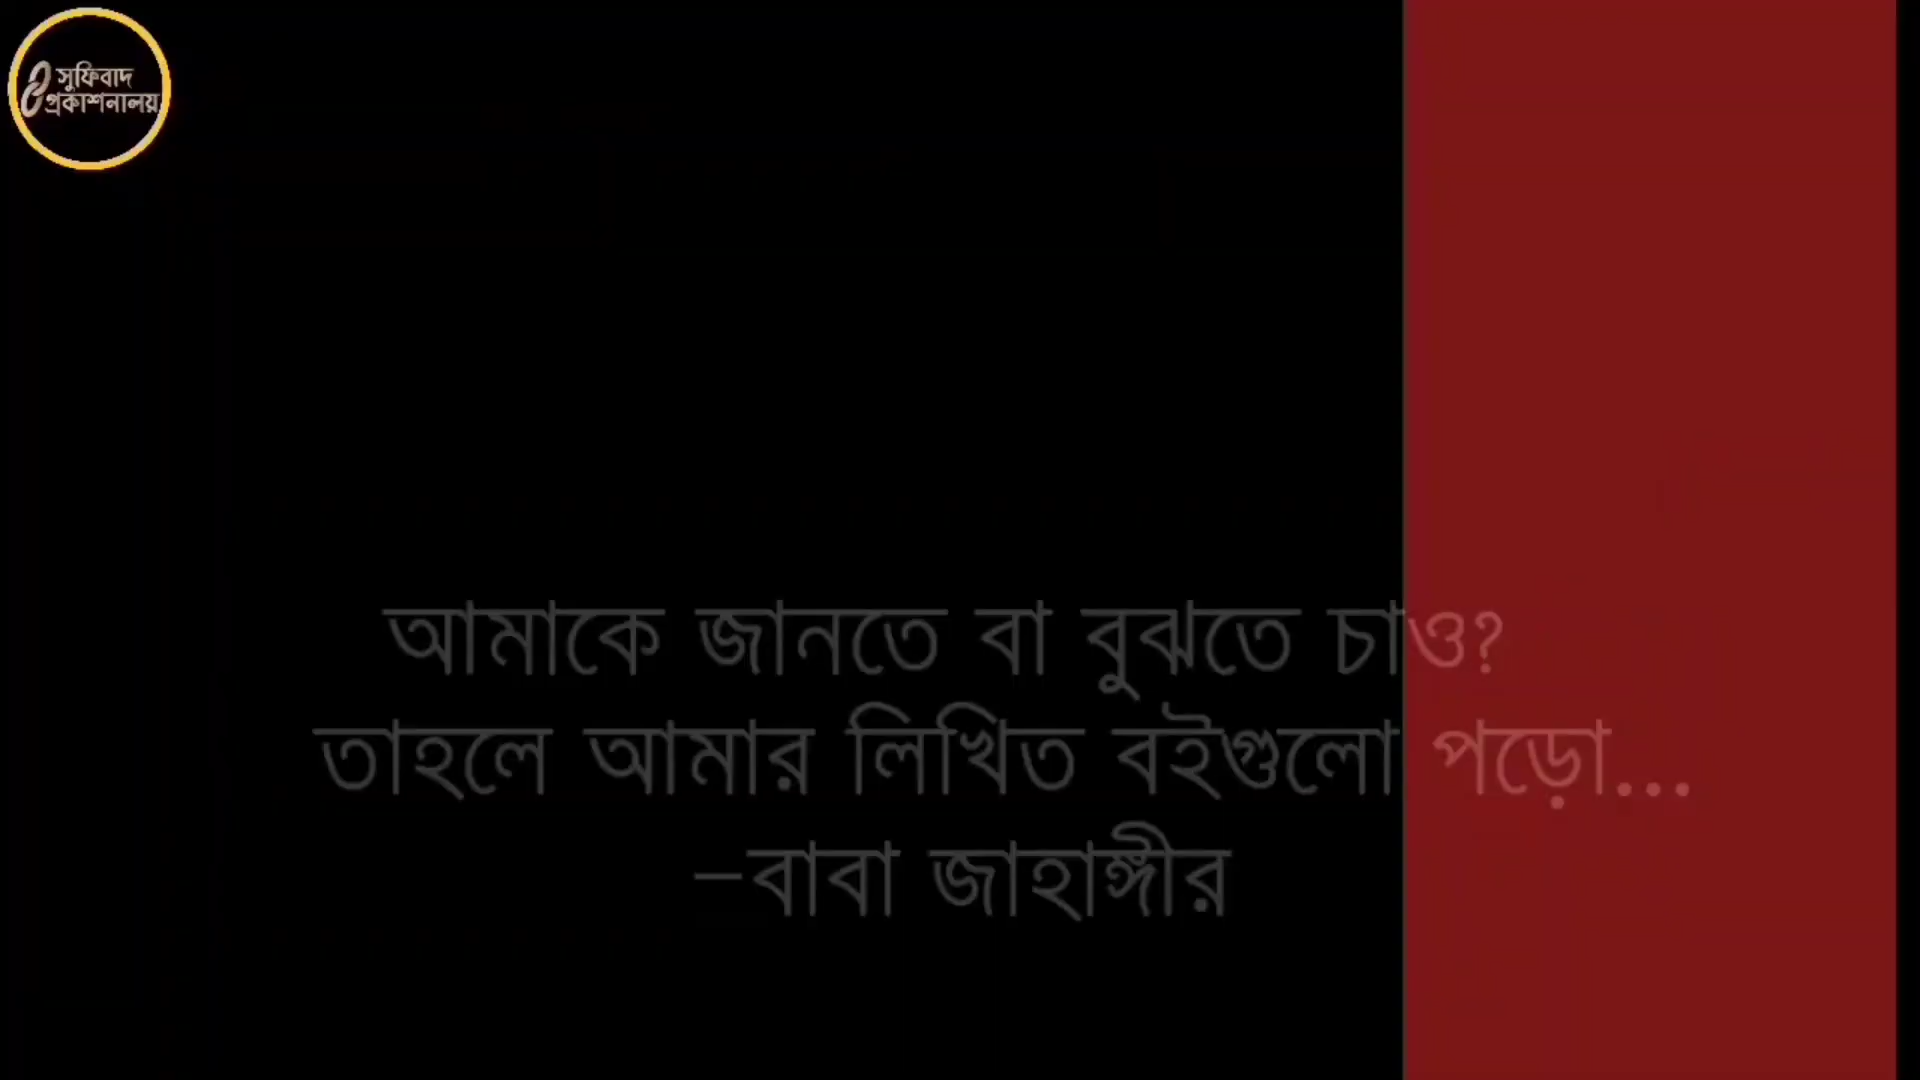 সুফিবাদ
প্রকাশনালয়
আমাকে জানতে বা বুঝতে চাও?
তাহলে আমার লিখিত বইগুলো পড়ো...
–বাবা জাহাঙ্গীর